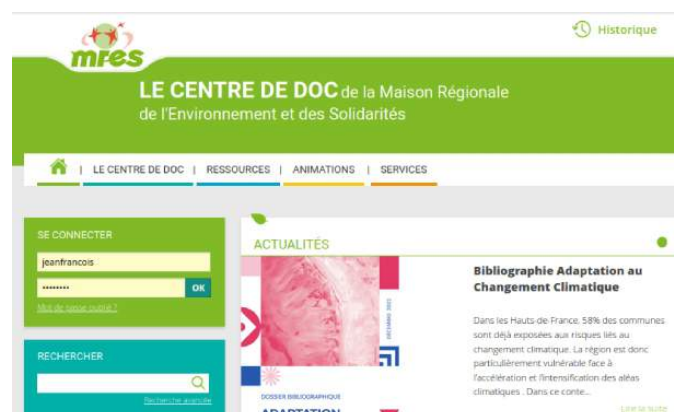 mres
Historique
LE CENTRE DE DOC de la Maison Régionale
de l'Environnement et des Solidarités
| LE CENTRE DE DOC | RESSOURCES | ANIMATIONS | SERVICES
SE CONNECTER
jeanfrancois
••••••••
OK
Mot de passe oublié ?
RECHERCHER
Recherche avancée
ACTUALITÉS
DOSSIER BIBLIOGRAPHIQUE
ADAPTATION
Bibliographie Adaptation au
Changement Climatique
Dans les Hauts-de-France, 58% des communes
sont déjà exposées aux risques liés au
changement climatique. La région est donc
particulièrement vulnérable face à
l'accélération et l'intensification des aléas
climatiques . Dans ce conte...
Lire la suite